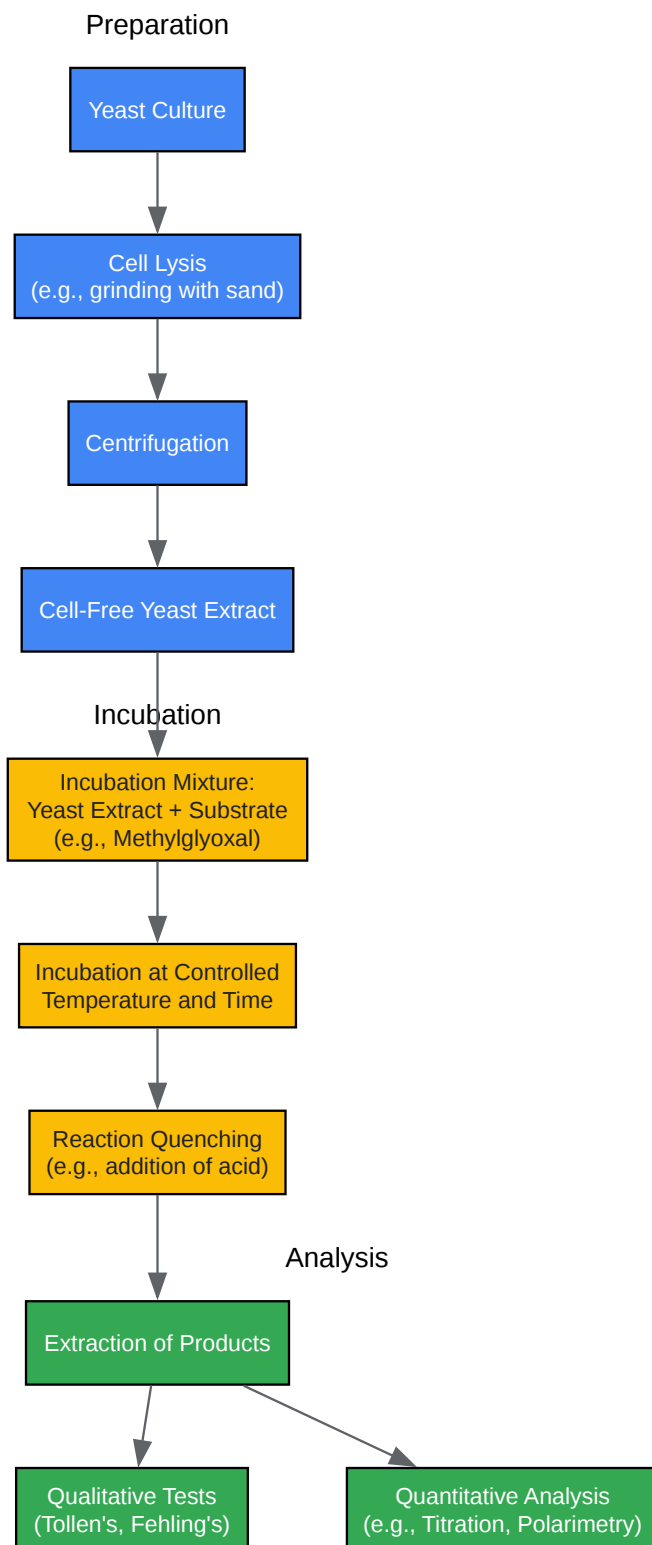 Preparation
Yeast Culture
Cell Lysis
(e.g., grinding with sand)
Centrifugation
Cell-Free Yeast Extract
Incubation
Incubation Mixture:
Yeast Extract + Substrate
(e.g., Methylglyoxal)
Incubation at Controlled
Temperature and Time
Reaction Quenching
(e.g., addition of acid)
Analysis
Extraction of Products
Qualitative Tests
(Tollen's, Fehling's)
Quantitative Analysis
(e.g., Titration, Polarimetry)